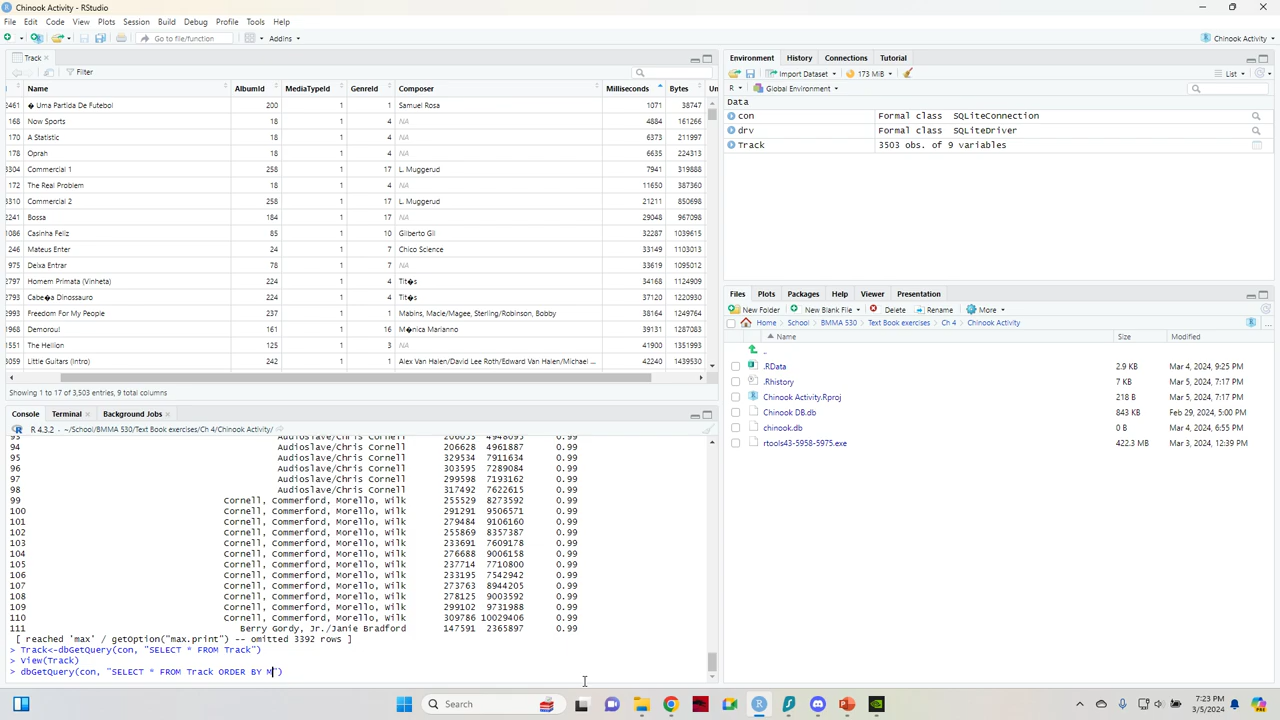 Chinook Activity - RStudio
File Edit Code View Plots Session Build Debug Profile Tools Help
Go to file/function Addins Chinook Activity
Track
Filter
Name AlbumId MediaTypeId GenreId Composer Milliseconds Bytes Un
2461 � Uma Partida De Futebol 200 1 1 Samuel Rosa 1071 38747
168 Now Sports 18 1 4 NA 4884 161266
170 A Statistic 18 1 4 NA 6373 211997
178 Oprah 18 1 4 NA 6635 224313
3304 Commercial 1 258 1 17 L. Muggerud 7941 319888
172 The Real Problem 18 1 4 NA 11650 387360
3310 Commercial 2 258 1 17 L. Muggerud 21211 850698
2241 Bossa 184 1 17 NA 29048 967098
1086 Casinha Feliz 85 1 10 Gilberto Gil 32287 1039615
246 Mateus Enter 24 1 7 Chico Science 33149 1103013
975 Deixa Entrar 78 1 7 NA 33619 1095012
2797 Homem Primata (Vinheta) 224 1 4 Tit�s 34168 1124909
2793 Cabe�a Dinossauro 224 1 4 Tit�s 37120 1220930
2993 Freedom For My People 237 1 1 Mabins, Macie/Magee, Sterling/Robinson, Bobby 38164 1249764
1968 Demorou! 161 1 16 M�nica Marianno 39131 1287083
1551 The Hellion 125 1 3 NA 41900 1351993
3059 Little Guitars (Intro) 242 1 1 Alex Van Halen/David Lee Roth/Edward Van Halen/Michael ... 42240 1439530
Showing 1 to 17 of 3,503 entries, 9 total columns
Console Terminal Background Jobs
R 4.3.2 · ~/School/BMMA 530/Text Book exercises/Ch 4/Chinook Activity/
94 Audioslave/Chris Cornell 206628 4961887 0.99
95 Audioslave/Chris Cornell 329534 7911634 0.99
96 Audioslave/Chris Cornell 303595 7289084 0.99
97 Audioslave/Chris Cornell 299598 7193162 0.99
98 Audioslave/Chris Cornell 317492 7622615 0.99
99 Cornell, Commerford, Morello, Wilk 255529 8273592 0.99
100 Cornell, Commerford, Morello, Wilk 291291 9506571 0.99
101 Cornell, Commerford, Morello, Wilk 279484 9106160 0.99
102 Cornell, Commerford, Morello, Wilk 255869 8357387 0.99
103 Cornell, Commerford, Morello, Wilk 233691 7609178 0.99
104 Cornell, Commerford, Morello, Wilk 276688 9006158 0.99
105 Cornell, Commerford, Morello, Wilk 237714 7710800 0.99
106 Cornell, Commerford, Morello, Wilk 233195 7542942 0.99
107 Cornell, Commerford, Morello, Wilk 273763 8944205 0.99
108 Cornell, Commerford, Morello, Wilk 278125 9003592 0.99
109 Cornell, Commerford, Morello, Wilk 299102 9731988 0.99
110 Cornell, Commerford, Morello, Wilk 309786 10029406 0.99
111 Berry Gordy, Jr./Janie Bradford 147591 2365897 0.99
[ reached 'max' / getOption("max.print") -- omitted 3392 rows ]
> Track<-dbGetQuery(con, "SELECT * FROM Track")
> View(Track)
> dbGetQuery(con, "SELECT * FROM Track ORDER BY M")
Environment History Connections Tutorial
Import Dataset 173 MiB List
R Global Environment
Data
con Formal class SQLiteConnection
drv Formal class SQLiteDriver
Track 3503 obs. of 9 variables
Files Plots Packages Help Viewer Presentation
New Folder New Blank File Delete Rename More
Home School BMMA 530 Text Book exercises Ch 4 Chinook Activity
Name Size Modified
..
.RData 2.9 KB Mar 4, 2024, 9:25 PM
.Rhistory 7 KB Mar 5, 2024, 7:17 PM
Chinook Activity.Rproj 218 B Mar 5, 2024, 7:17 PM
Chinook DB.db Feb 29, 2024, 5:00 PM
chinook.db 0 B Mar 4, 2024, 6:55 PM
rtools43-5958-5975.exe 422.3 MB Mar 3, 2024, 12:39 PM
Search
7:23 PM
3/5/2024